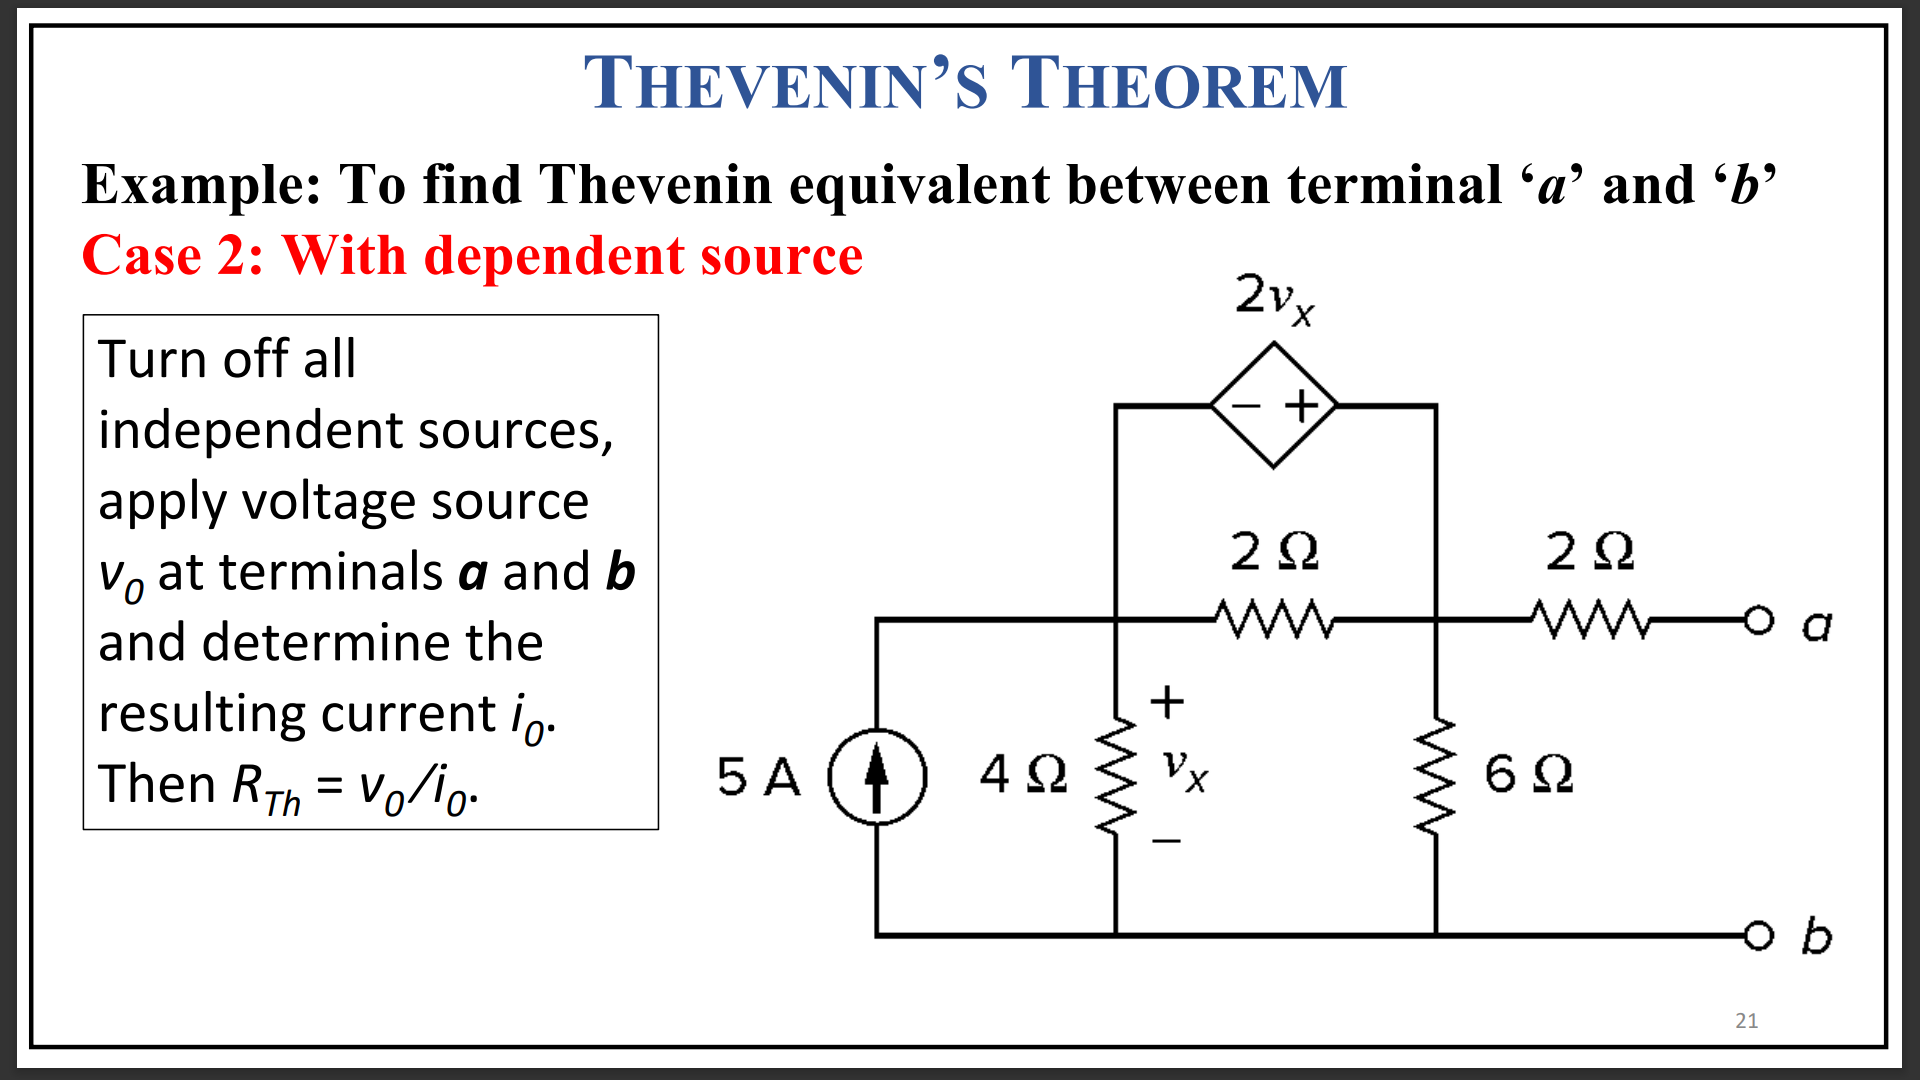 THEVENIN’S THEOREM
Example: To find Thevenin equivalent between terminal ‘a’ and ‘b’
Case 2: With dependent source
Turn off all
independent sources,
apply voltage source
v0 at terminals a and b
and determine the
resulting current i0.
Then RTh = v0/i0.
2vx
− +
2 Ω
2 Ω
a
+
5 A
4 Ω
vx
6 Ω
−
b
21